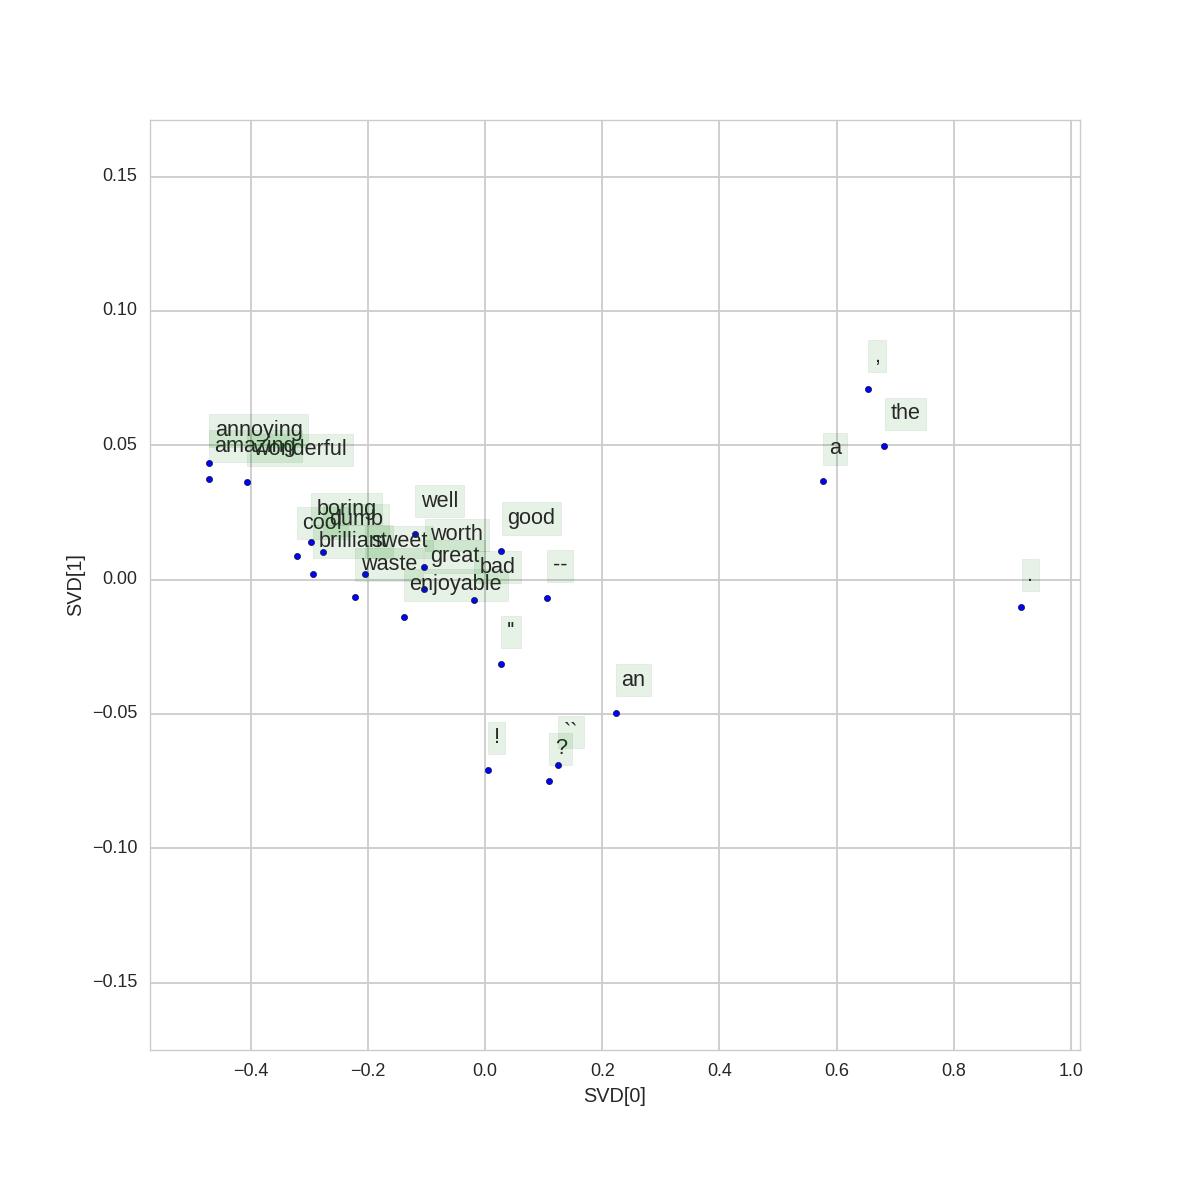 0.15
0.10
,
the
0.05
a
annoying
amazing
wonderful
well
boring
good
cool
dumb
worth
brilliant
sweet
great
bad
--
waste
0.00
.
enjoyable
"
an
−0.05
!
``
?
−0.10
−0.15
−0.4
−0.2
0.0
0.2
0.4
0.6
0.8
1.0
SVD[0]
SVD[1]